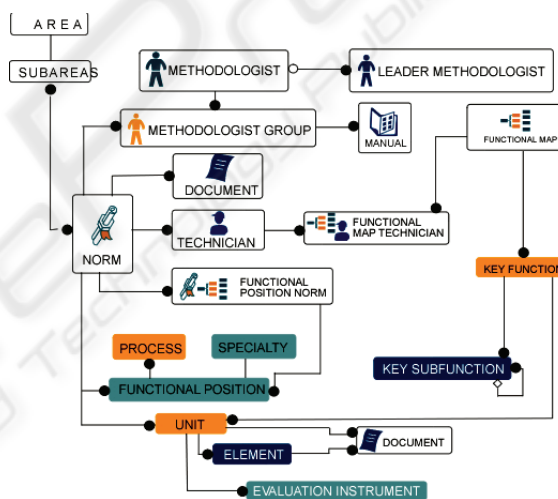 AREA
SUBAREAS
METHODOLOGIST
LEADER METHODOLOGIST
METHODOLOGIST GROUP
MANUAL
FUNCTIONAL MAP
DOCUMENT
NORM
TECHNICIAN
FUNCTIONAL
MAP TECHNICIAN
FUNCTIONAL
POSITION NORM
KEY FUNCTION
PROCESS
SPECIALTY
FUNCTIONAL POSITION
KEY SUBFUNCTION
UNIT
ELEMENT
DOCUMENT
EVALUATION INSTRUMENT